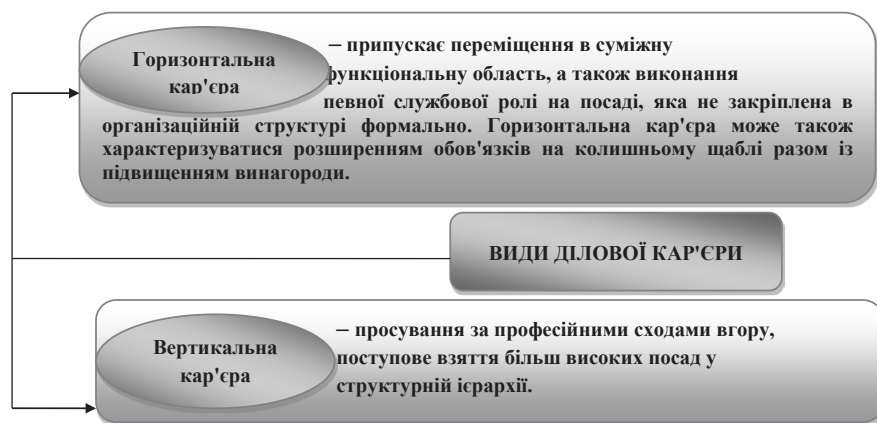 Горизонтальна
кар'єра
– припускає переміщення в суміжну
функціональну область, а також виконання
певної службової ролі на посаді, яка не закріплена в
організаційній структурі формально. Горизонтальна кар'єра може також
характеризуватися розширенням обов'язків на колишньому щаблі разом із
підвищенням винагороди.
ВИДИ ДІЛОВОЇ КАР'ЄРИ
Вертикальна
кар'єра
– просування за професійними сходами вгору,
поступове взяття більш високих посад у
структурній ієрархії.